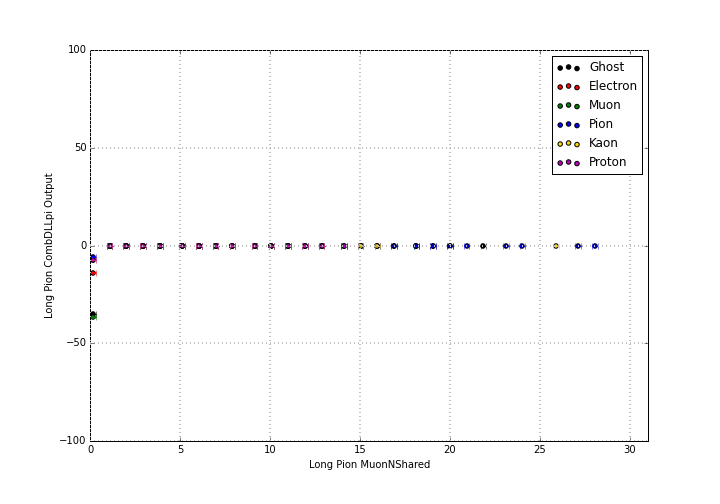 100
50
0
−50
−100
Long Pion CombDLLpi Output
Ghost
Electron
Muon
Pion
Kaon
Proton
0 5 10 15 20 25 30
Long Pion MuonNShared